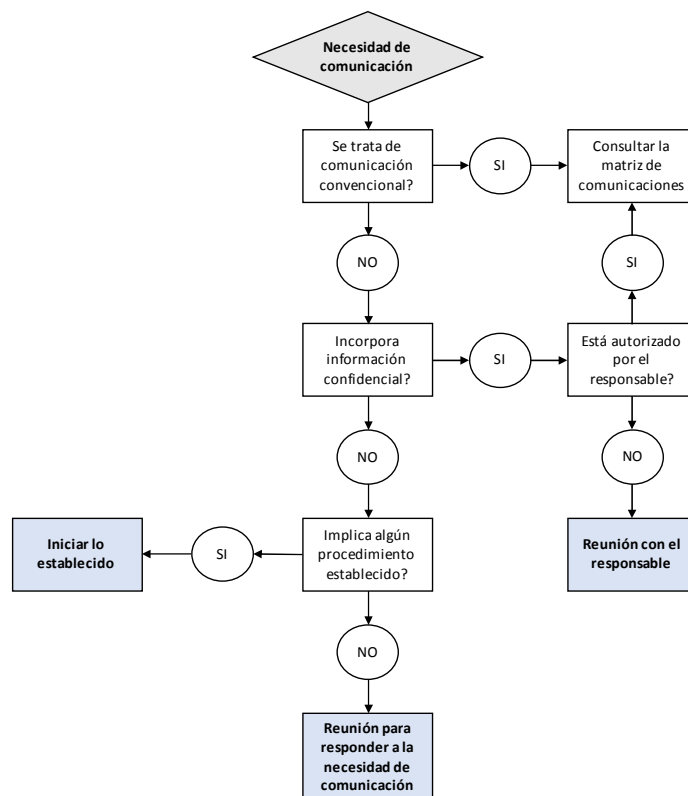 Necesidad de
comunicación
Se trata de
comunicación
convencional?
SI
Consultar la
matriz de
comunicaciones
NO
SI
Incorpora
información
confidencial?
SI
Está autorizado
por el
responsable?
NO
NO
Iniciar lo
establecido
SI
Implica algún
procedimiento
establecido?
Reunión con el
responsable
NO
Reunión para
responder a la
necesidad de
comunicación